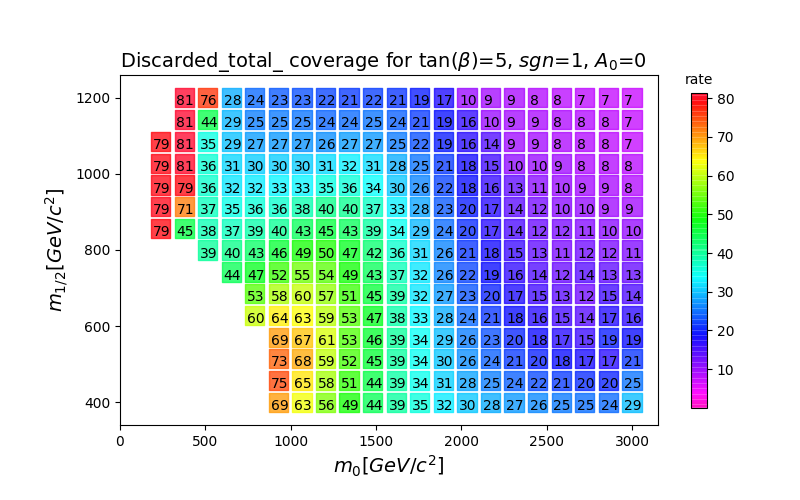 Discarded_total_ coverage for tan(β)=5, sgn=1, A₀=0
rate
1200 81 76 28 24 23 23 22 21 22 21 19 17 10 9 9 8 8 7 7 7 80
81 44 29 25 25 25 24 24 25 24 21 19 16 10 9 9 8 8 8 7
79 81 35 29 27 27 27 26 27 27 25 22 19 16 14 9 9 8 8 8 7 70
79 81 36 31 30 30 30 31 32 31 28 25 21 18 15 10 10 9 8 8 8
1000 79 79 36 32 32 33 33 35 36 34 30 26 22 18 16 13 11 10 9 9 8 60
79 71 37 35 36 36 38 40 40 37 33 28 23 20 17 14 12 10 10 9 9 50
79 45 38 37 39 40 43 45 43 39 34 29 24 20 17 14 12 12 11 10 10
800 39 40 43 46 49 50 47 42 36 31 26 21 18 15 13 11 12 12 11 40
44 47 52 55 54 49 43 37 32 26 22 19 16 14 12 14 13 13
53 58 60 57 51 45 39 32 27 23 20 17 15 13 12 15 14 30
600 60 64 63 59 53 47 38 33 28 24 21 18 16 15 14 17 16
69 67 61 53 46 39 34 29 26 23 20 18 17 15 19 19 20
73 68 59 52 45 39 34 30 26 24 21 20 18 17 17 21
75 65 58 51 44 39 34 31 28 25 24 22 21 20 20 25 10
400 69 63 56 49 44 39 35 32 30 28 27 26 25 25 24 29
0 500 1000 1500 2000 2500 3000
m₀[GeV/c²]
m₁/₂[GeV/c²]